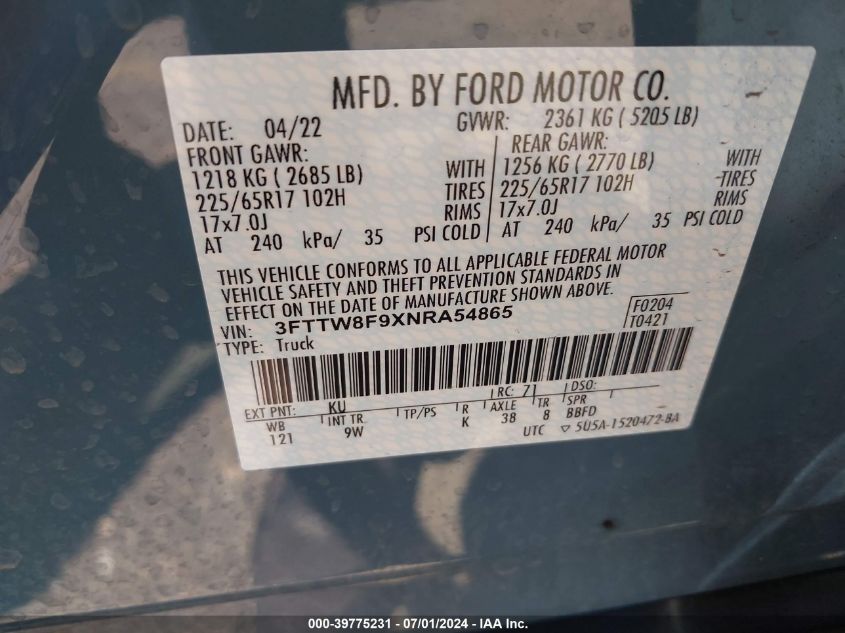 MFD. BY FORD MOTOR CO.
DATE: 04/22 GVWR: 2361 KG ( 5205 LB)
FRONT GAWR: REAR GAWR:
1218 KG ( 2685 LB) WITH 1256 KG ( 2770 LB) WITH
225/65R17 102H TIRES 225/65R17 102H TIRES
17x7.0J RIMS 17x7.0J RIMS
AT 240 kPa/ 35 PSI COLD AT 240 kPa/ 35 PSI COLD
THIS VEHICLE CONFORMS TO ALL APPLICABLE FEDERAL MOTOR
VEHICLE SAFETY AND THEFT PREVENTION STANDARDS IN
EFFECT ON THE DATE OF MANUFACTURE SHOWN ABOVE.
VIN: 3FTTW8F9XNRA54865 F0204
TYPE: Truck T0421
EXT PNT: KU RC: 71 DSO:
WB INT TR TP/PS R AXLE TR SPR
121 9W K 38 8 BBFD
UTC ▽ 5U5A-1520472-BA
000-39775231 - 07/01/2024 - IAA Inc.